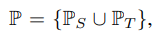 ℙ = {ℙ_S ∪ ℙ_T},